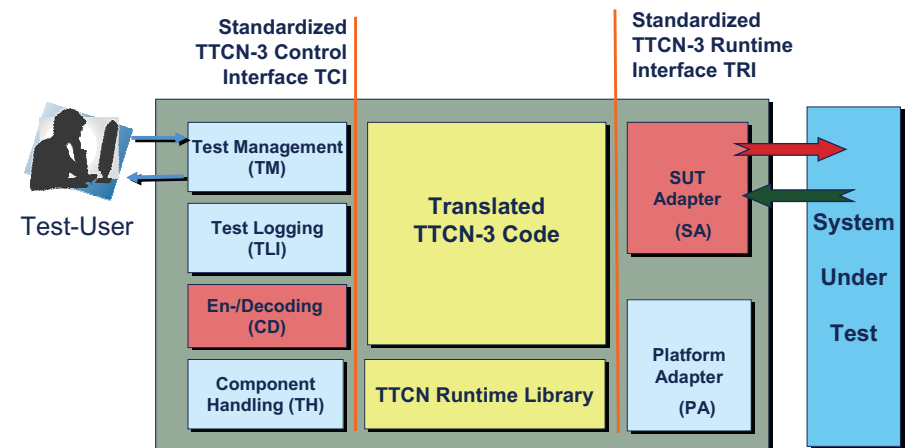 Standardized
TTCN-3 Control
Interface TCI
Standardized
TTCN-3 Runtime
Interface TRI
Test-User
Test Management
(TM)
Test Logging
(TLI)
En-/Decoding
(CD)
Component
Handling (TH)
Translated
TTCN-3 Code
TTCN Runtime Library
SUT
Adapter
(SA)
Platform
Adapter
(PA)
System
Under
Test